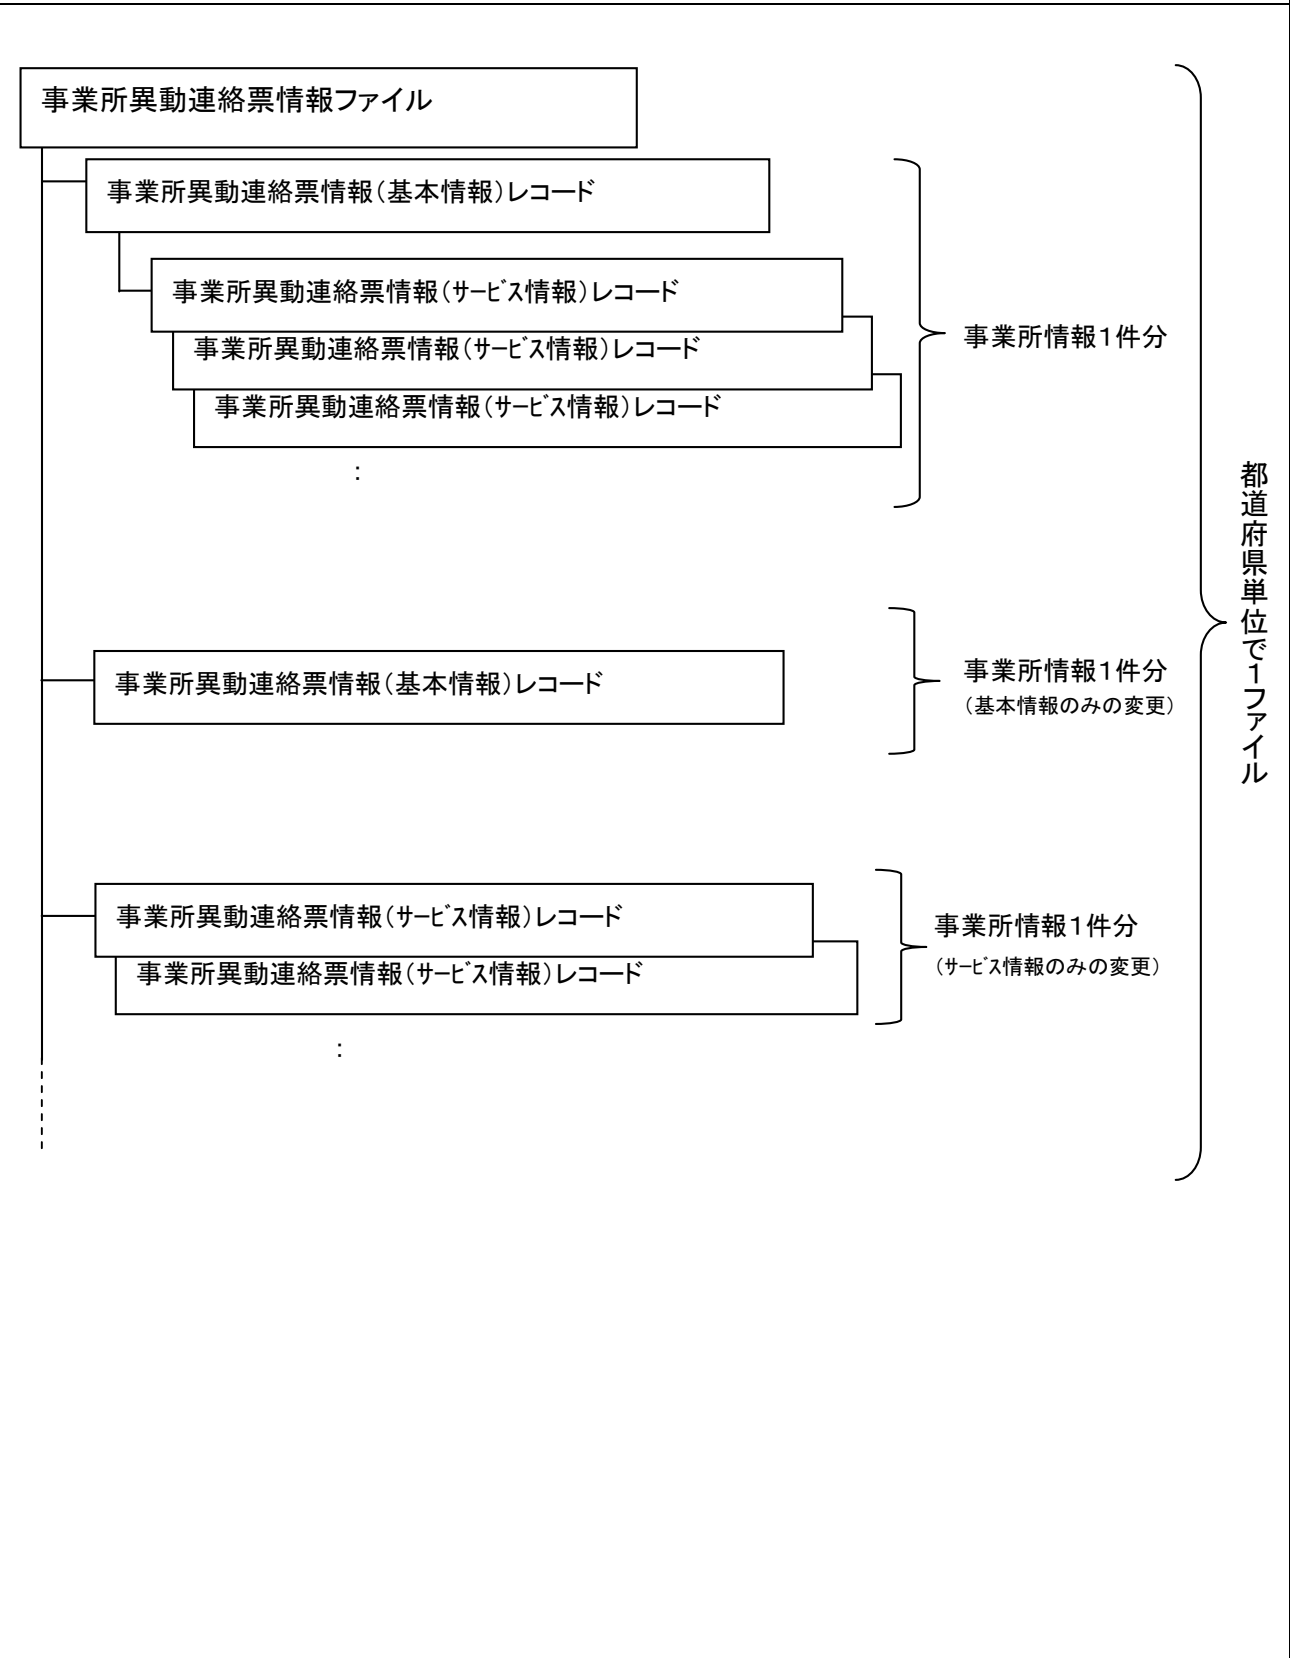 事業所異動連絡票情報ファイル
事業所異動連絡票情報(基本情報)レコード
事業所異動連絡票情報(ｻｰﾋﾞｽ情報)レコード
事業所異動連絡票情報(ｻｰﾋﾞｽ情報)レコード
事業所異動連絡票情報(ｻｰﾋﾞｽ情報)レコード
:
事業所情報1件分
事業所異動連絡票情報(基本情報)レコード
事業所情報1件分
(基本情報のみの変更)
事業所異動連絡票情報(ｻｰﾋﾞｽ情報)レコード
事業所異動連絡票情報(ｻｰﾋﾞｽ情報)レコード
:
事業所情報1件分
(ｻｰﾋﾞｽ情報のみの変更)
都道府県単位で1ファイル